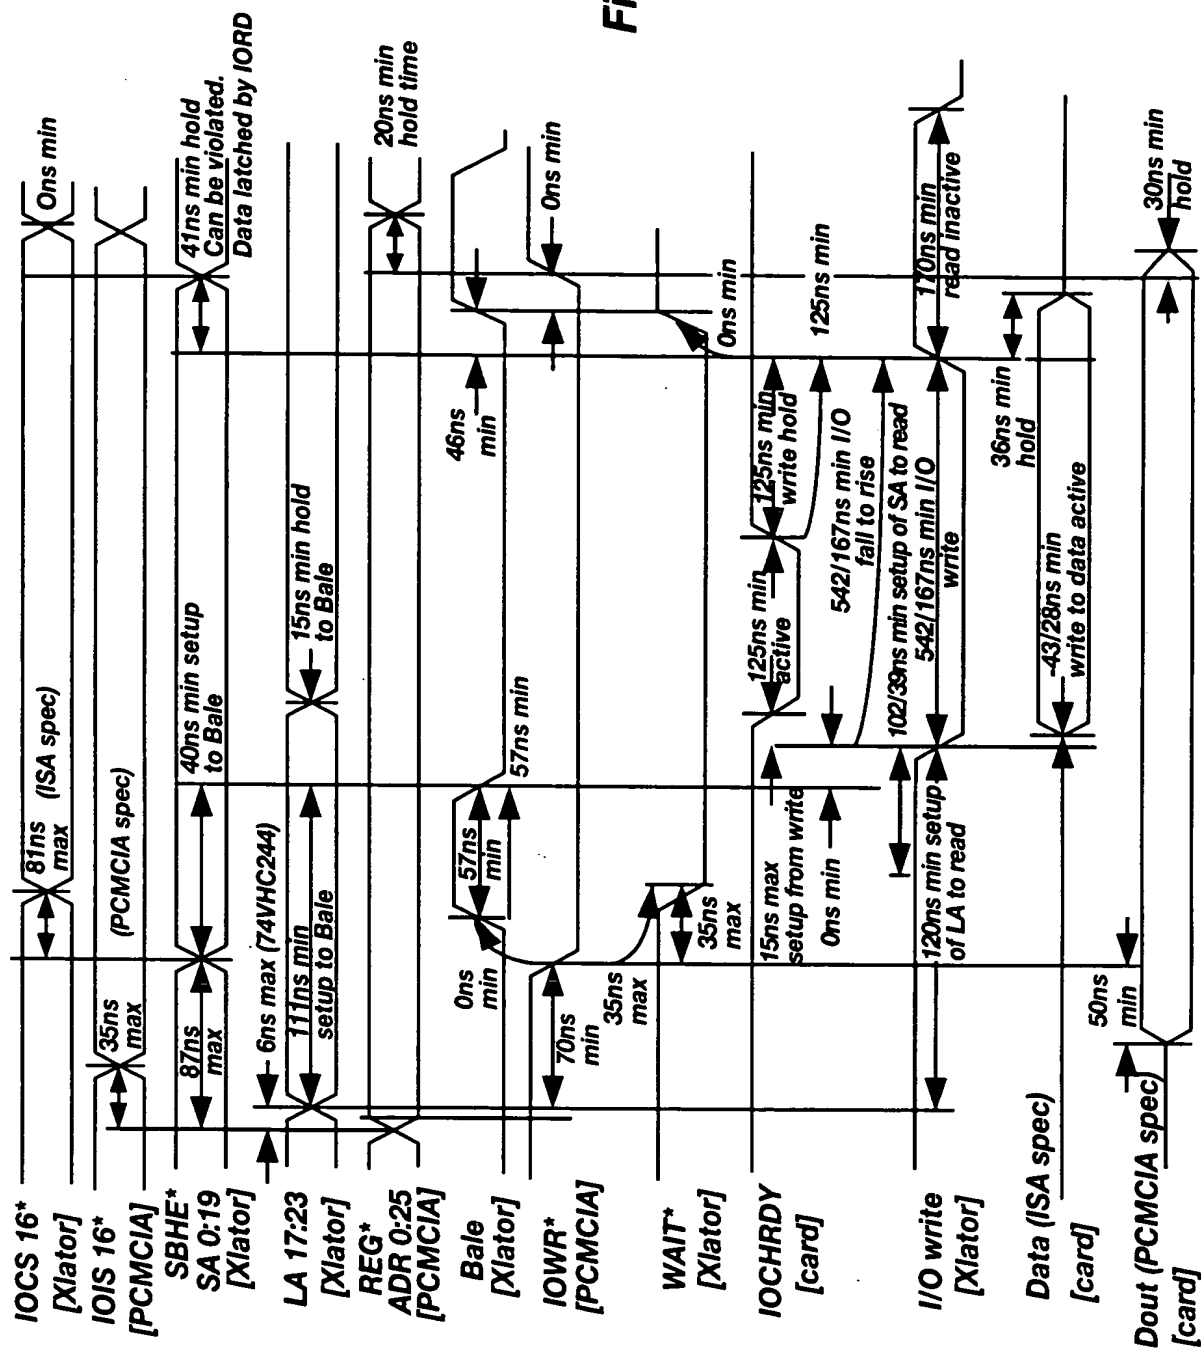 IOCS 16*
[Xlator]
81ns
max
(ISA spec)
0ns min
IOIS 16*
[PCMCIA]
35ns
max
(PCMCIA spec)
SBHE*
SA 0:19
[Xlator]
87ns
max
40ns min setup
to Bale
41ns min hold
Can be violated.
Data latched by IORD
6ns max (74VHC244)
LA 17:23
[Xlator]
111ns min
setup to Bale
15ns min hold
to Bale
REG*
ADR 0:25
[PCMCIA]
20ns min
hold time
Bale
[Xlator]
0ns
min
57ns
min
57ns min
46ns
min
IOWR*
[PCMCIA]
70ns
min
0ns min
WAIT*
[Xlator]
35ns
max
35ns
max
0ns min
IOCHRDY
[card]
15ns max
setup from write
125ns min
active
125ns min
write hold
125ns min
0ns min
542/167ns min I/O
fall to rise
102/39ns min setup of SA to read
I/O write
[Xlator]
120ns min setup
of LA to read
542/167ns min I/O
write
170ns min
read inactive
Data (ISA spec)
[card]
-43/28ns min
write to data active
36ns min
hold
Dout (PCMCIA spec)
[card]
50ns
min
30ns min
hold
Fi